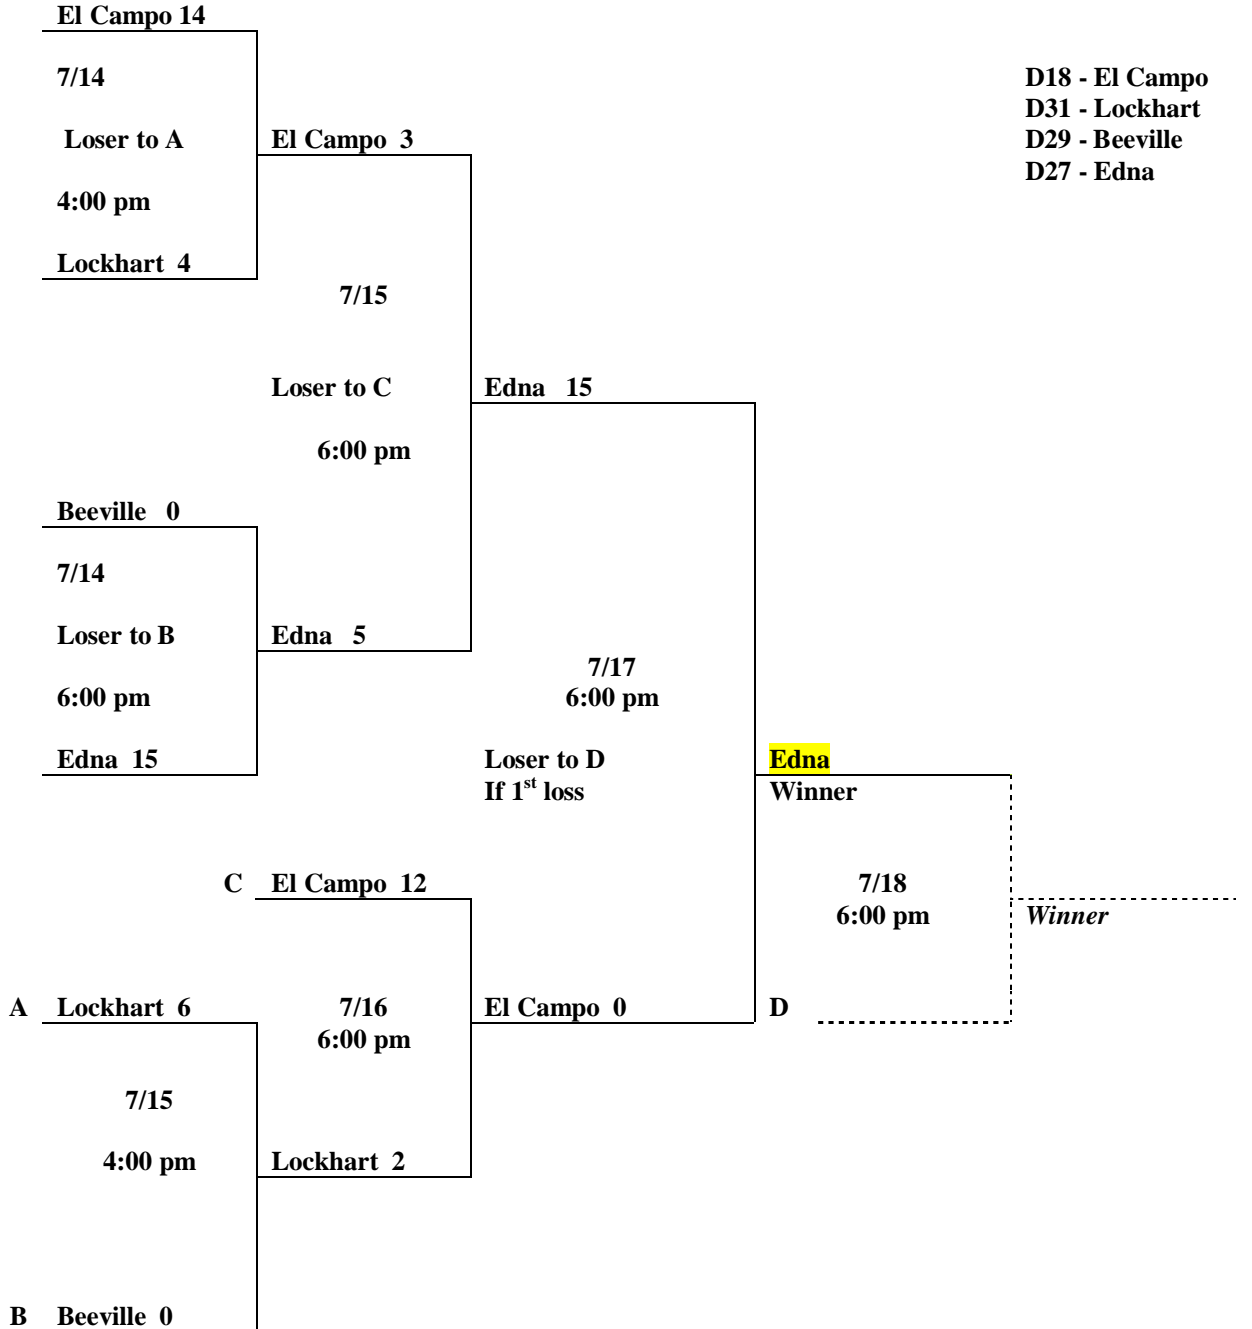 El Campo 14
7/14
D18 - El Campo
D31 - Lockhart
Loser to A
El Campo 3
D29 - Beeville
D27 - Edna
4:00 pm
Lockhart 4
7/15
Loser to C
Edna 15
6:00 pm
Beeville 0
7/14
Loser to B
Edna 5
7/17
6:00 pm
6:00 pm
Edna 15
Loser to D
Edna
If 1st loss
Winner
C El Campo 12
7/18
6:00 pm
Winner
A Lockhart 6
7/16
El Campo 0
D
6:00 pm
7/15
4:00 pm
Lockhart 2
B Beeville 0